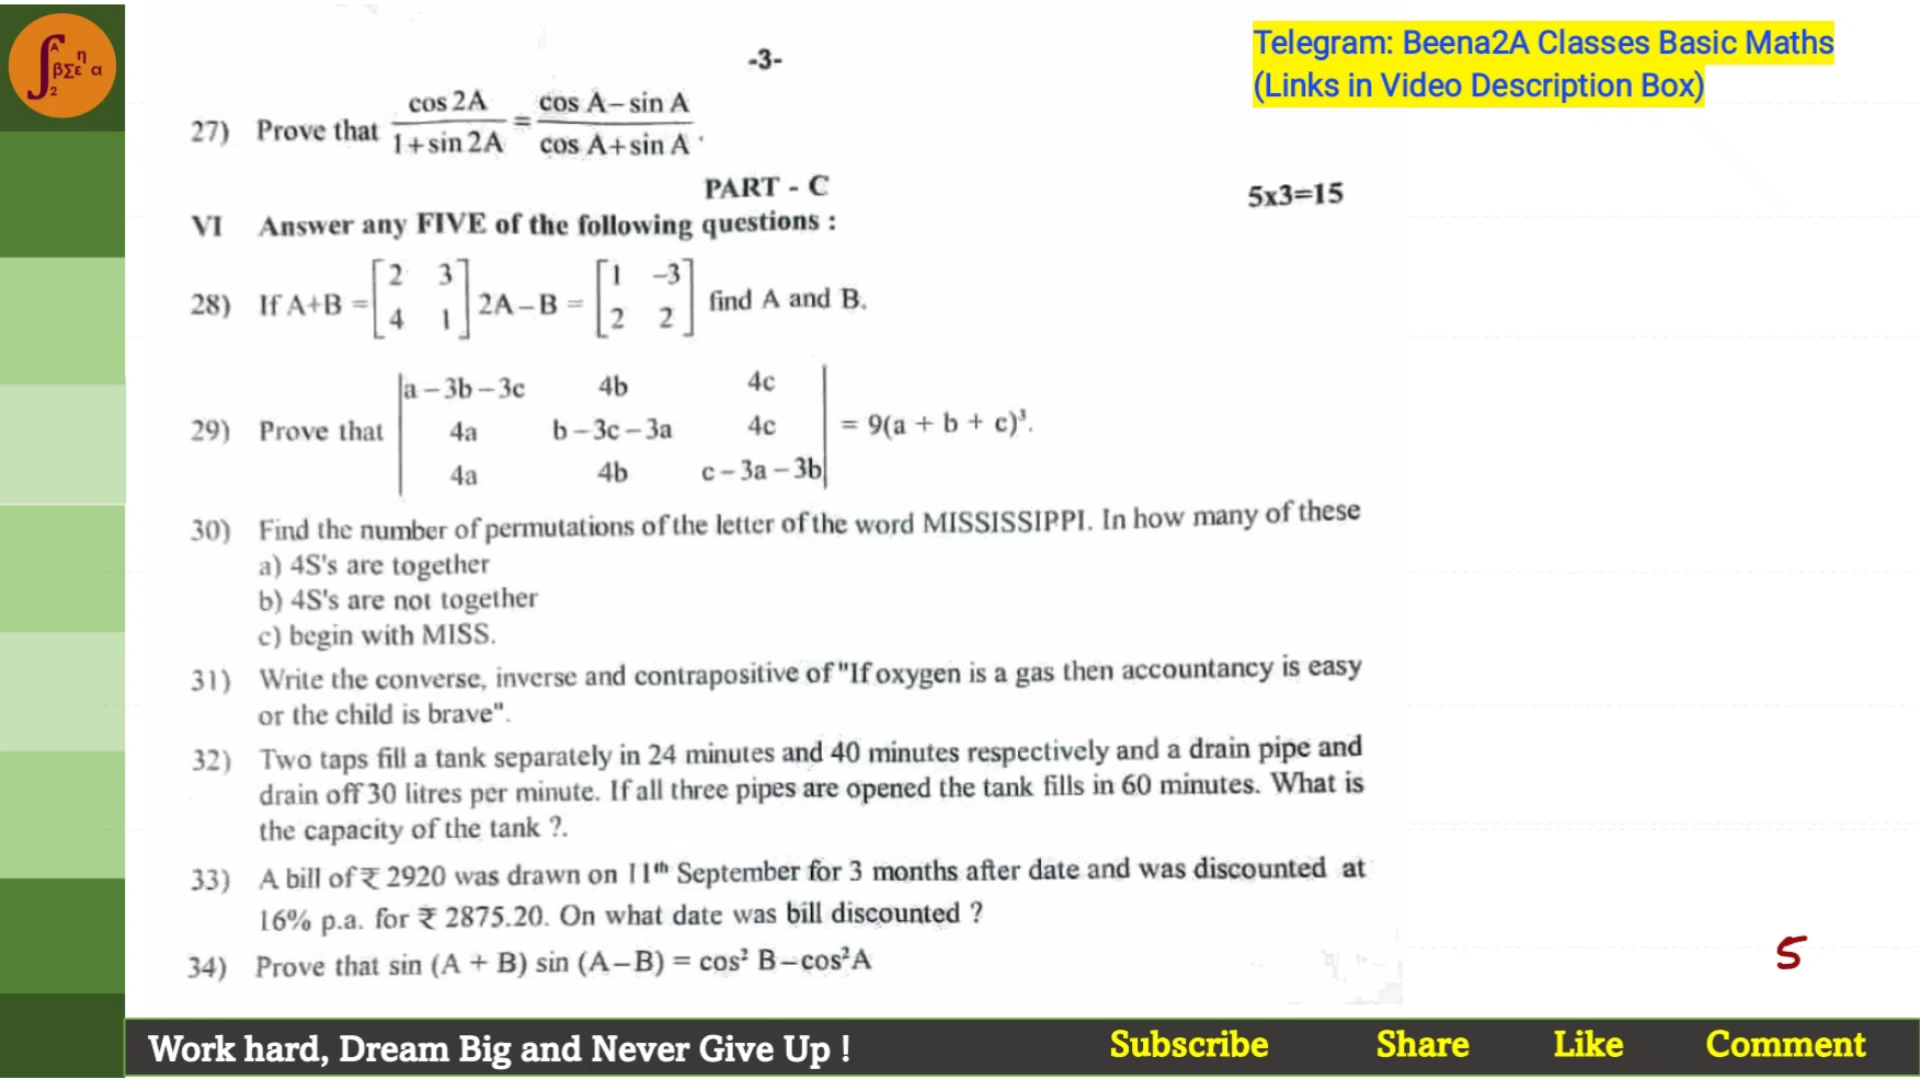 -3-
Telegram: Beena2A Classes Basic Maths
(Links in Video Description Box)
27) Prove that cos 2A / 1+sin 2A = cos A–sin A / cos A+sin A .
PART - C
5x3=15
VI Answer any FIVE of the following questions :
28) If A+B = [2 3; 4 1] 2A–B = [1 –3; 2 2] find A and B.
29) Prove that |a–3b–3c 4b 4c; 4a b–3c–3a 4c; 4a 4b c–3a–3b| = 9(a + b + c)³.
30) Find the number of permutations of the letter of the word MISSISSIPPI. In how many of these
a) 4S's are together
b) 4S's are not together
c) begin with MISS.
31) Write the converse, inverse and contrapositive of "If oxygen is a gas then accountancy is easy
or the child is brave".
32) Two taps fill a tank separately in 24 minutes and 40 minutes respectively and a drain pipe and
drain off 30 litres per minute. If all three pipes are opened the tank fills in 60 minutes. What is
the capacity of the tank ?.
33) A bill of ₹ 2920 was drawn on 11th September for 3 months after date and was discounted at
16% p.a. for ₹ 2875.20. On what date was bill discounted ?
34) Prove that sin (A + B) sin (A–B) = cos² B–cos²A
5
Work hard, Dream Big and Never Give Up !
Subscribe Share Like Comment